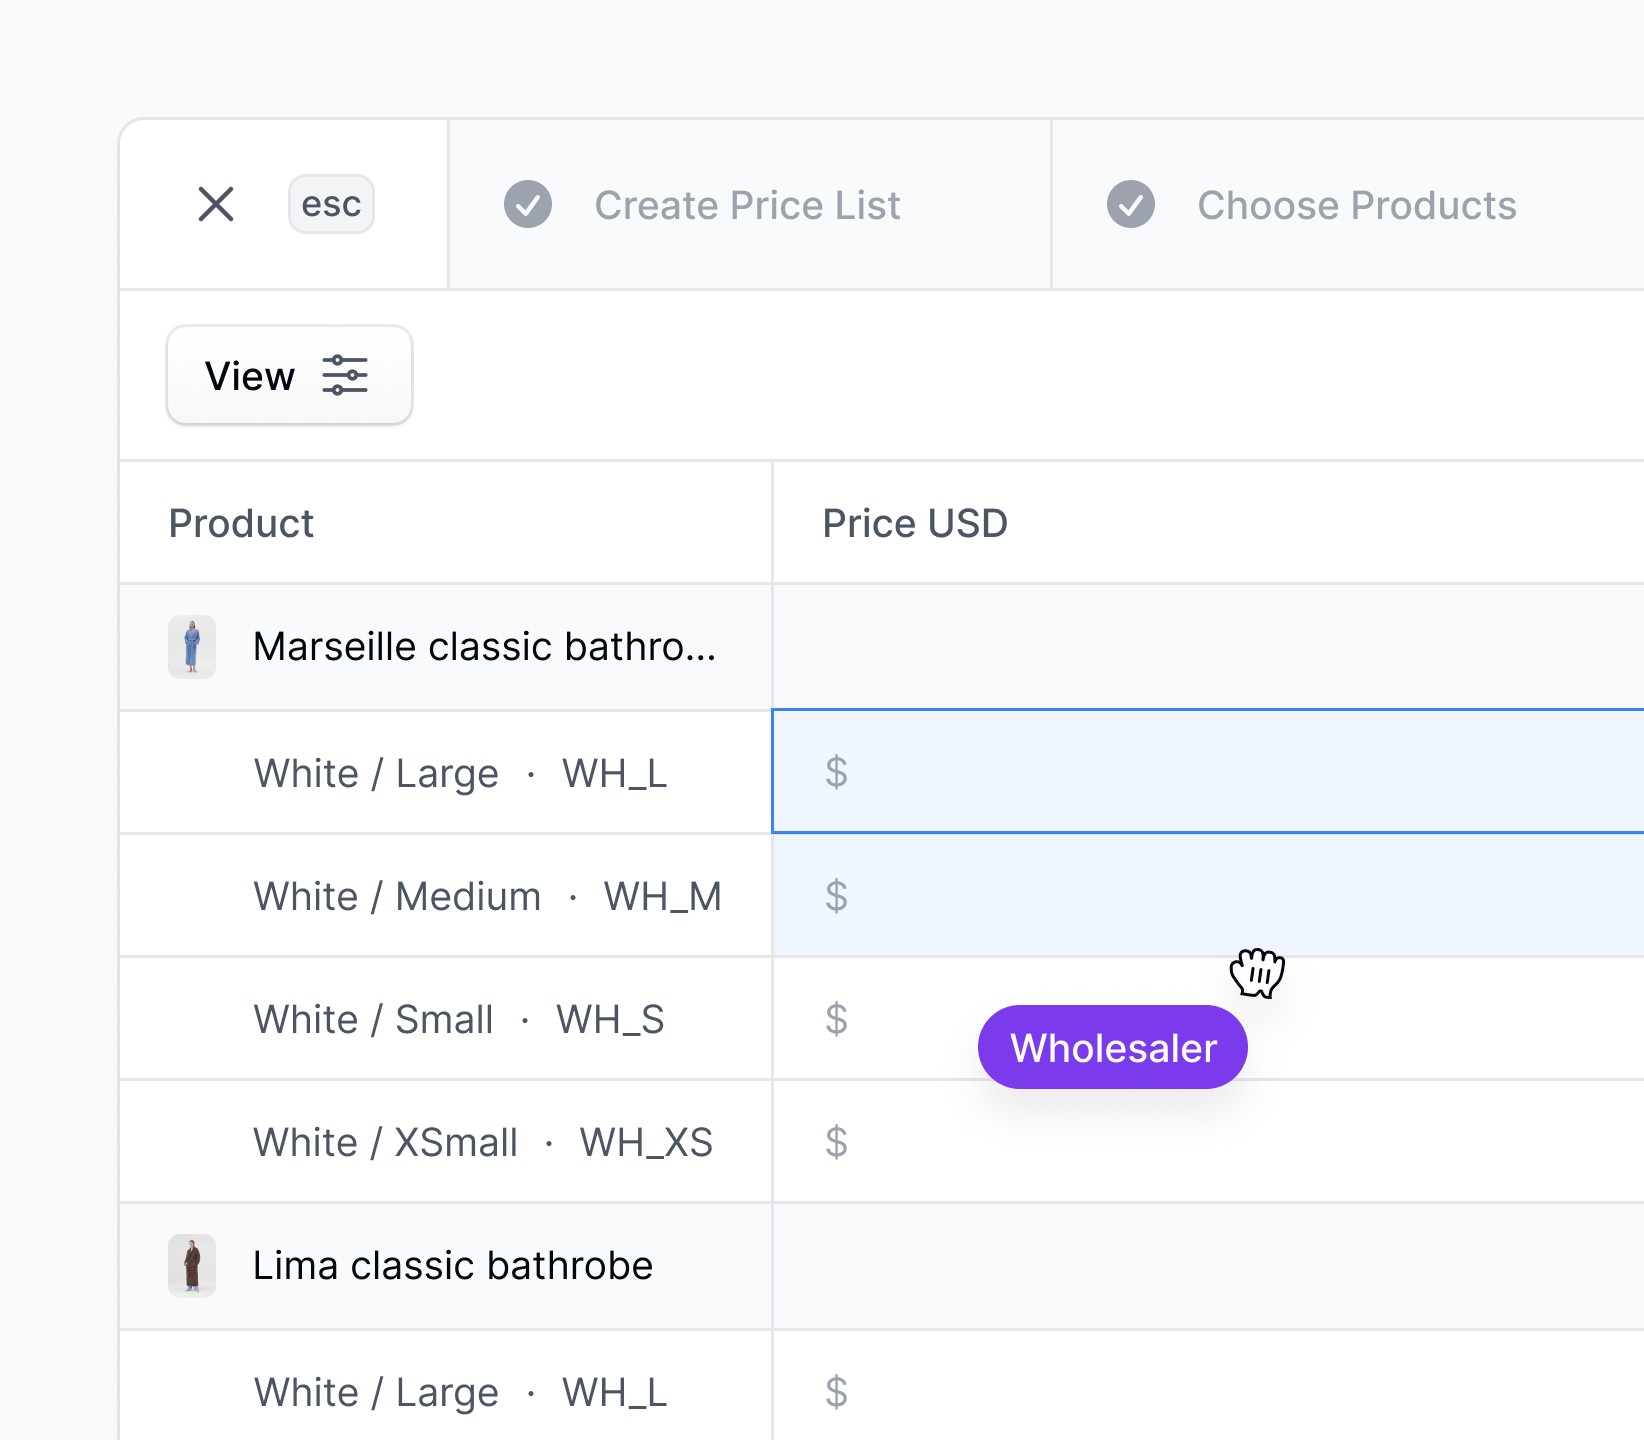 esc
Create Price List
Choose Products
View
Product
Price USD
Marseille classic bathro...
White / Large · WH_L
$
White / Medium · WH_M
$
White / Small · WH_S
$
Wholesaler
White / XSmall · WH_XS
$
Lima classic bathrobe
White / Large · WH_L
$